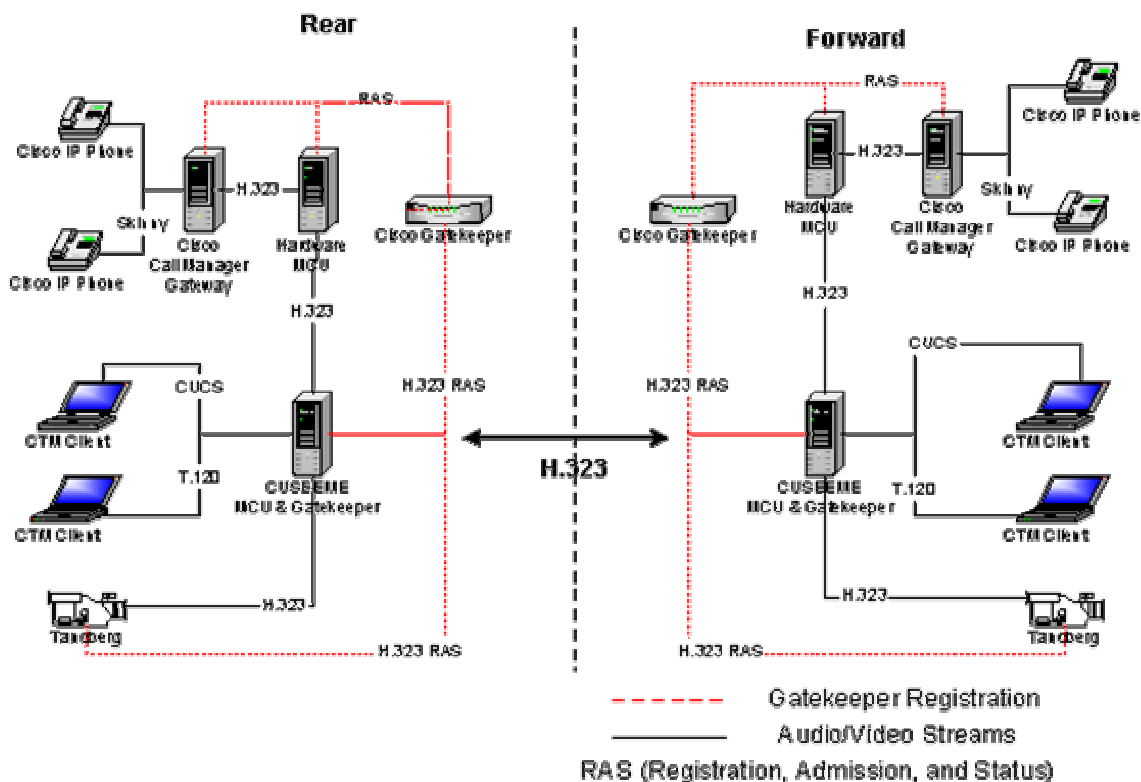 Rear
Forward
RAS
RAS
Cisco IP Phone
Cisco IP Phone
H.323
H.323
Skinny
Skinny
Cisco
Call Manager
Gateway
Hardware
MCU
Cisco Gatekeeper
Cisco Gatekeeper
Hardware
MCU
Cisco
Call Manager
Gateway
Cisco IP Phone
Cisco IP Phone
H.323
H.323
CUCS
CUCS
H.323 RAS
H.323 RAS
CTM Client
CTM Client
H.323
T.120
T.120
CUSEEME
MCU & Gatekeeper
CUSEEME
MCU & Gatekeeper
CTM Client
CTM Client
H.323
H.323
Tandberg
Tandberg
H.323 RAS
H.323 RAS
Gatekeeper Registration
Audio/Video Streams
RAS (Registration, Admission, and Status)